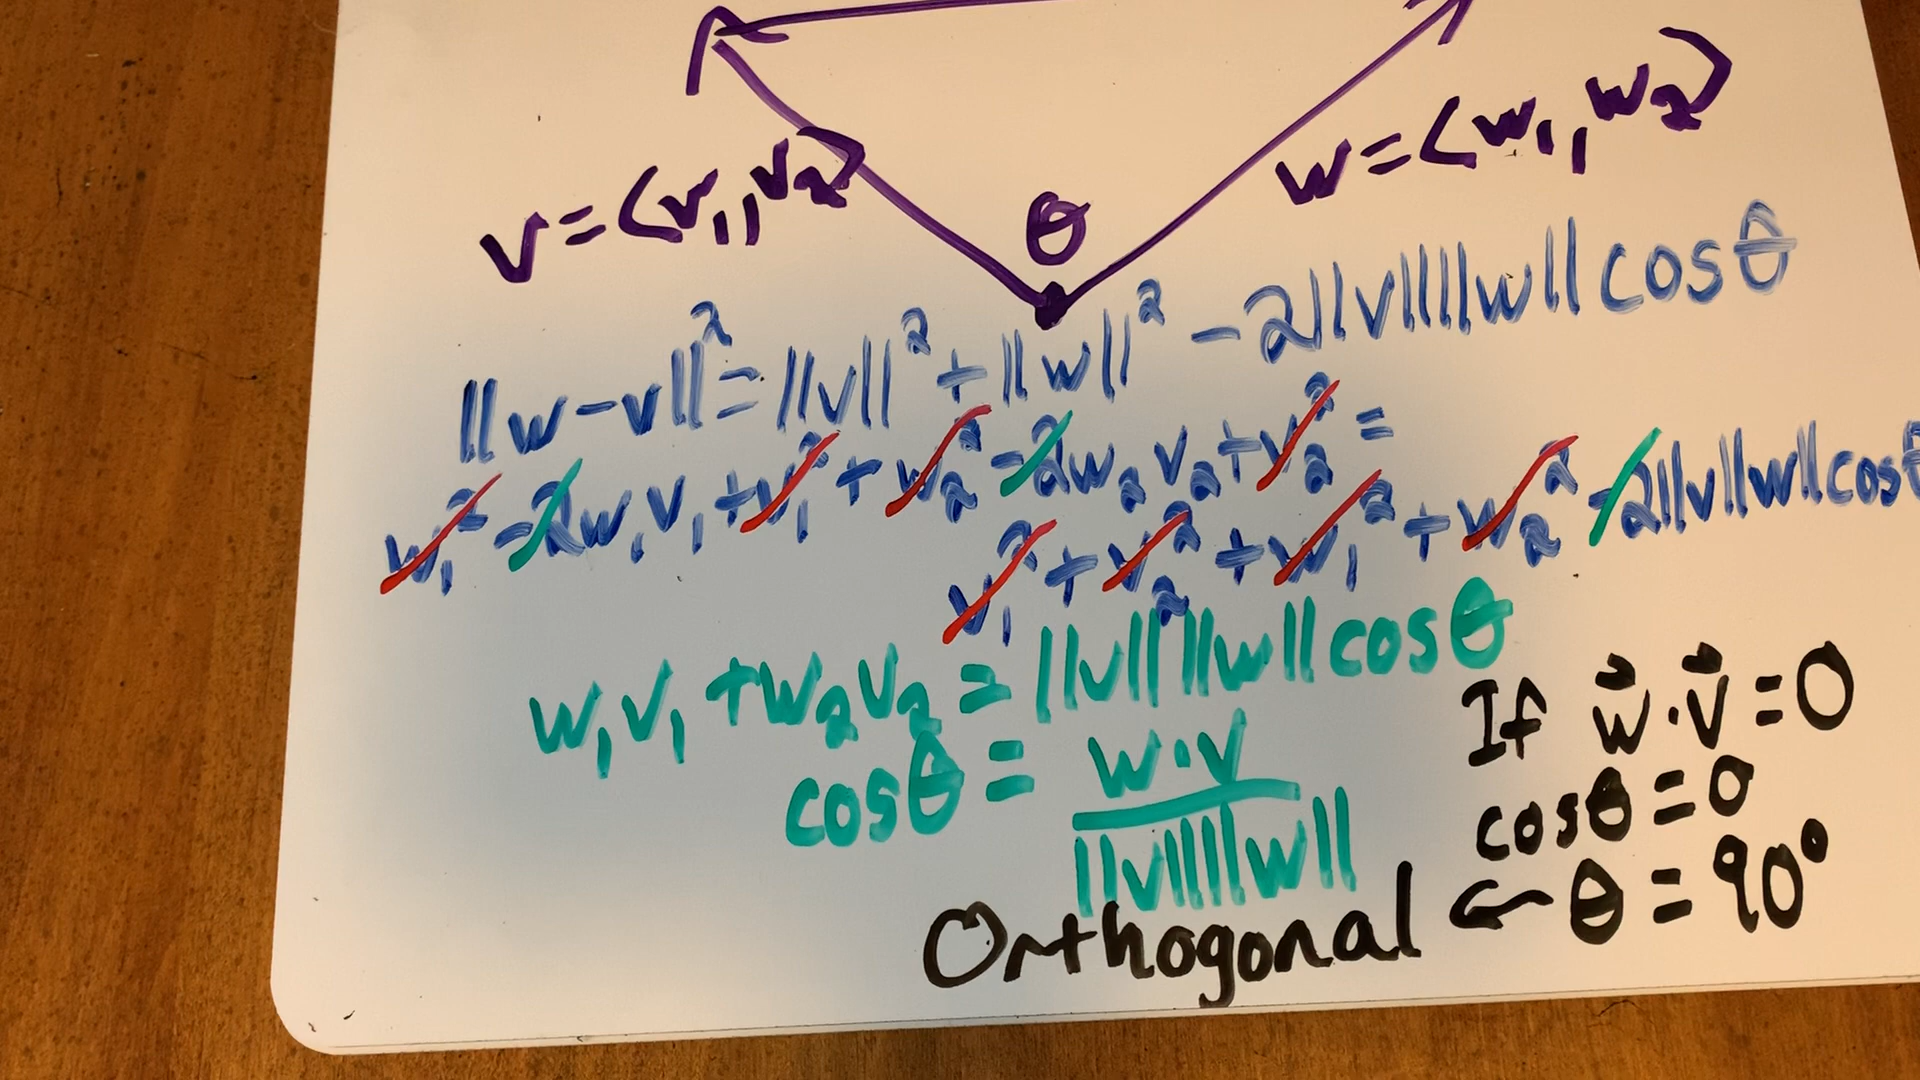 v=⟨v₁,v₂⟩
w=⟨w₁,w₂⟩
θ
||w-v||²=||v||²+||w||²-2||v||||w||cosθ
w₁²-2w₁v₁+v₁²+w₂²-2w₂v₂+v₂²=
v₁²+v₂²+w₁²+w₂²-2||v||||w||cosθ
w₁v₁+w₂v₂=||v||||w||cosθ
cosθ=w·v/||v||||w||
If w⃗·v⃗=0
cosθ=0
θ=90°
Orthogonal ←